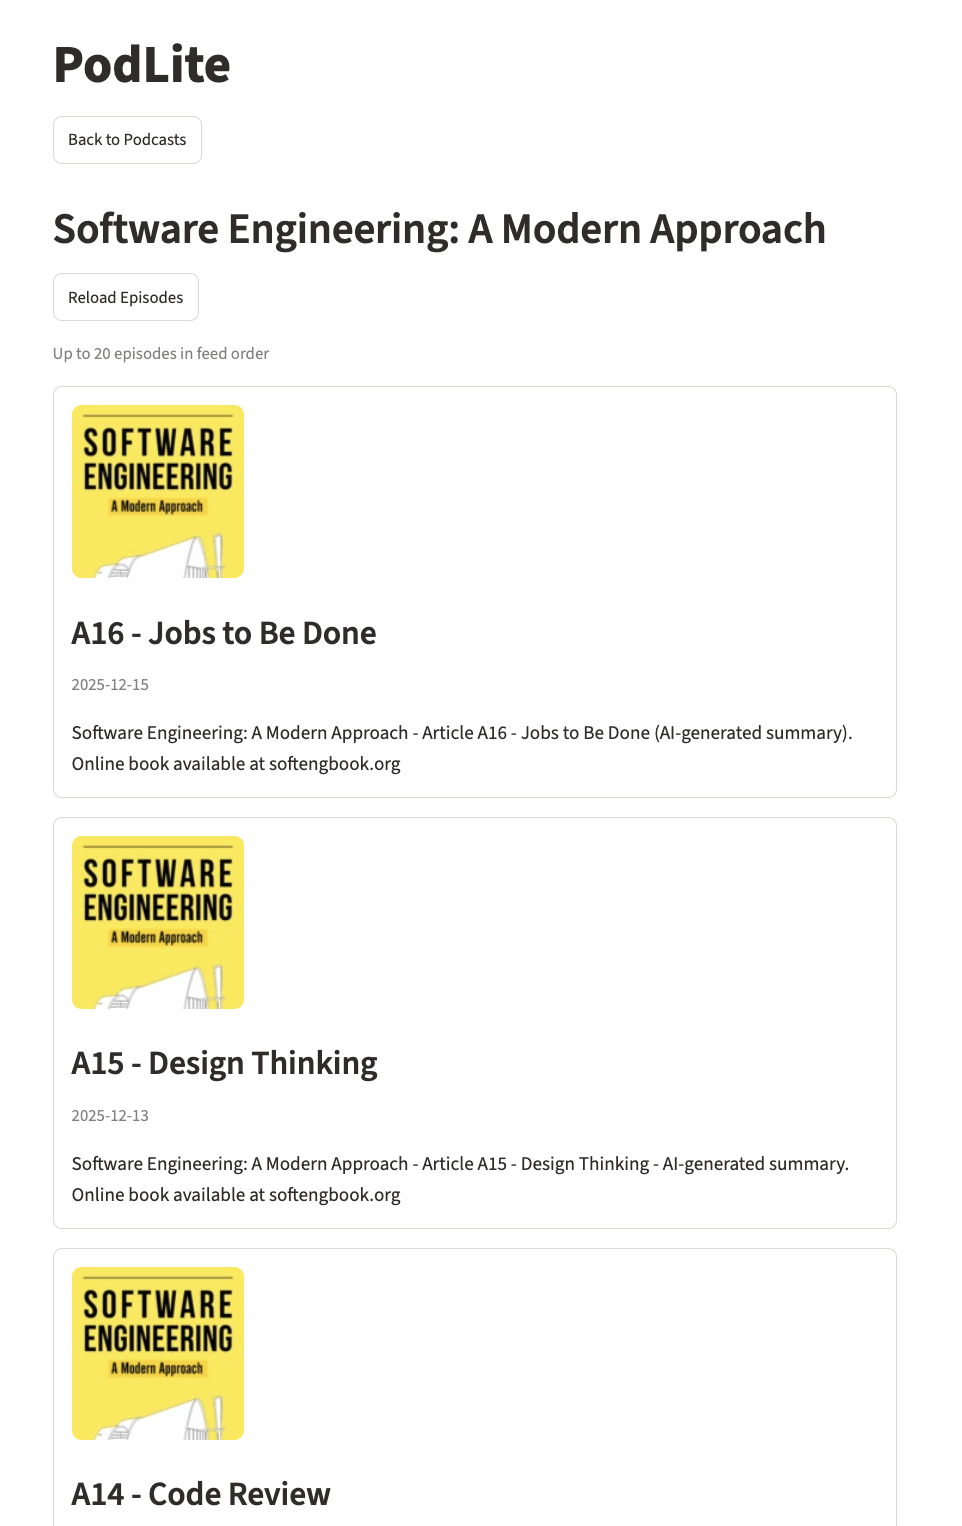 PodLite
Back to Podcasts
Software Engineering: A Modern Approach
Reload Episodes
Up to 20 episodes in feed order
SOFTWARE
ENGINEERING
A Modern Approach
A16 - Jobs to Be Done
2025-12-15
Software Engineering: A Modern Approach - Article A16 - Jobs to Be Done (AI-generated summary).
Online book available at softengbook.org
SOFTWARE
ENGINEERING
A Modern Approach
A15 - Design Thinking
2025-12-13
Software Engineering: A Modern Approach - Article A15 - Design Thinking - AI-generated summary.
Online book available at softengbook.org
SOFTWARE
ENGINEERING
A Modern Approach
A14 - Code Review